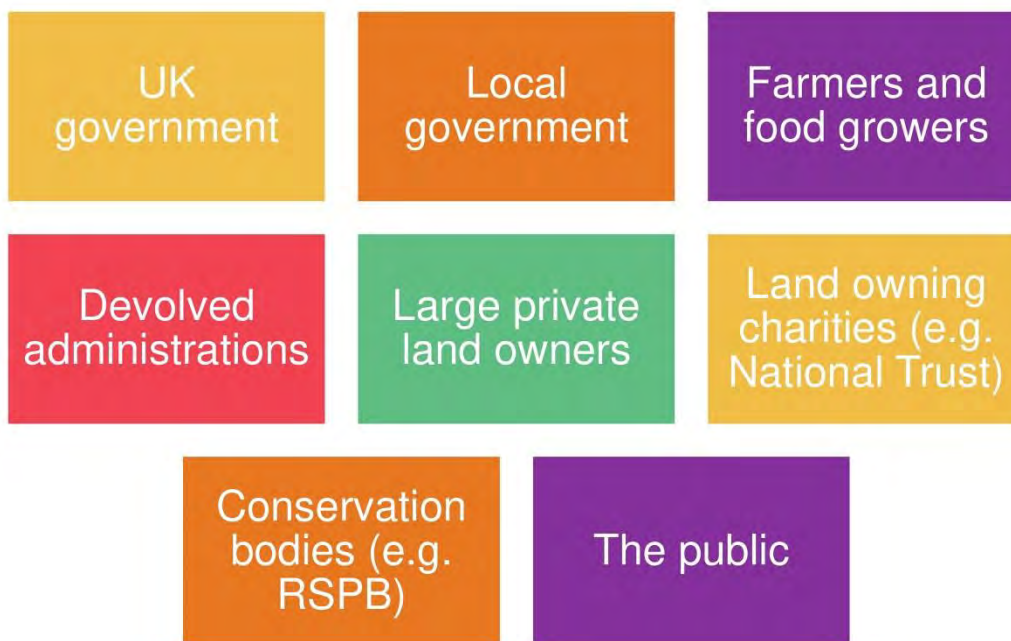 UK
government
Local
government
Farmers and
food growers
Devolved
administrations
Large private
land owners
Land owning
charities (e.g.
National Trust)
Conservation
bodies (e.g.
RSPB)
The public